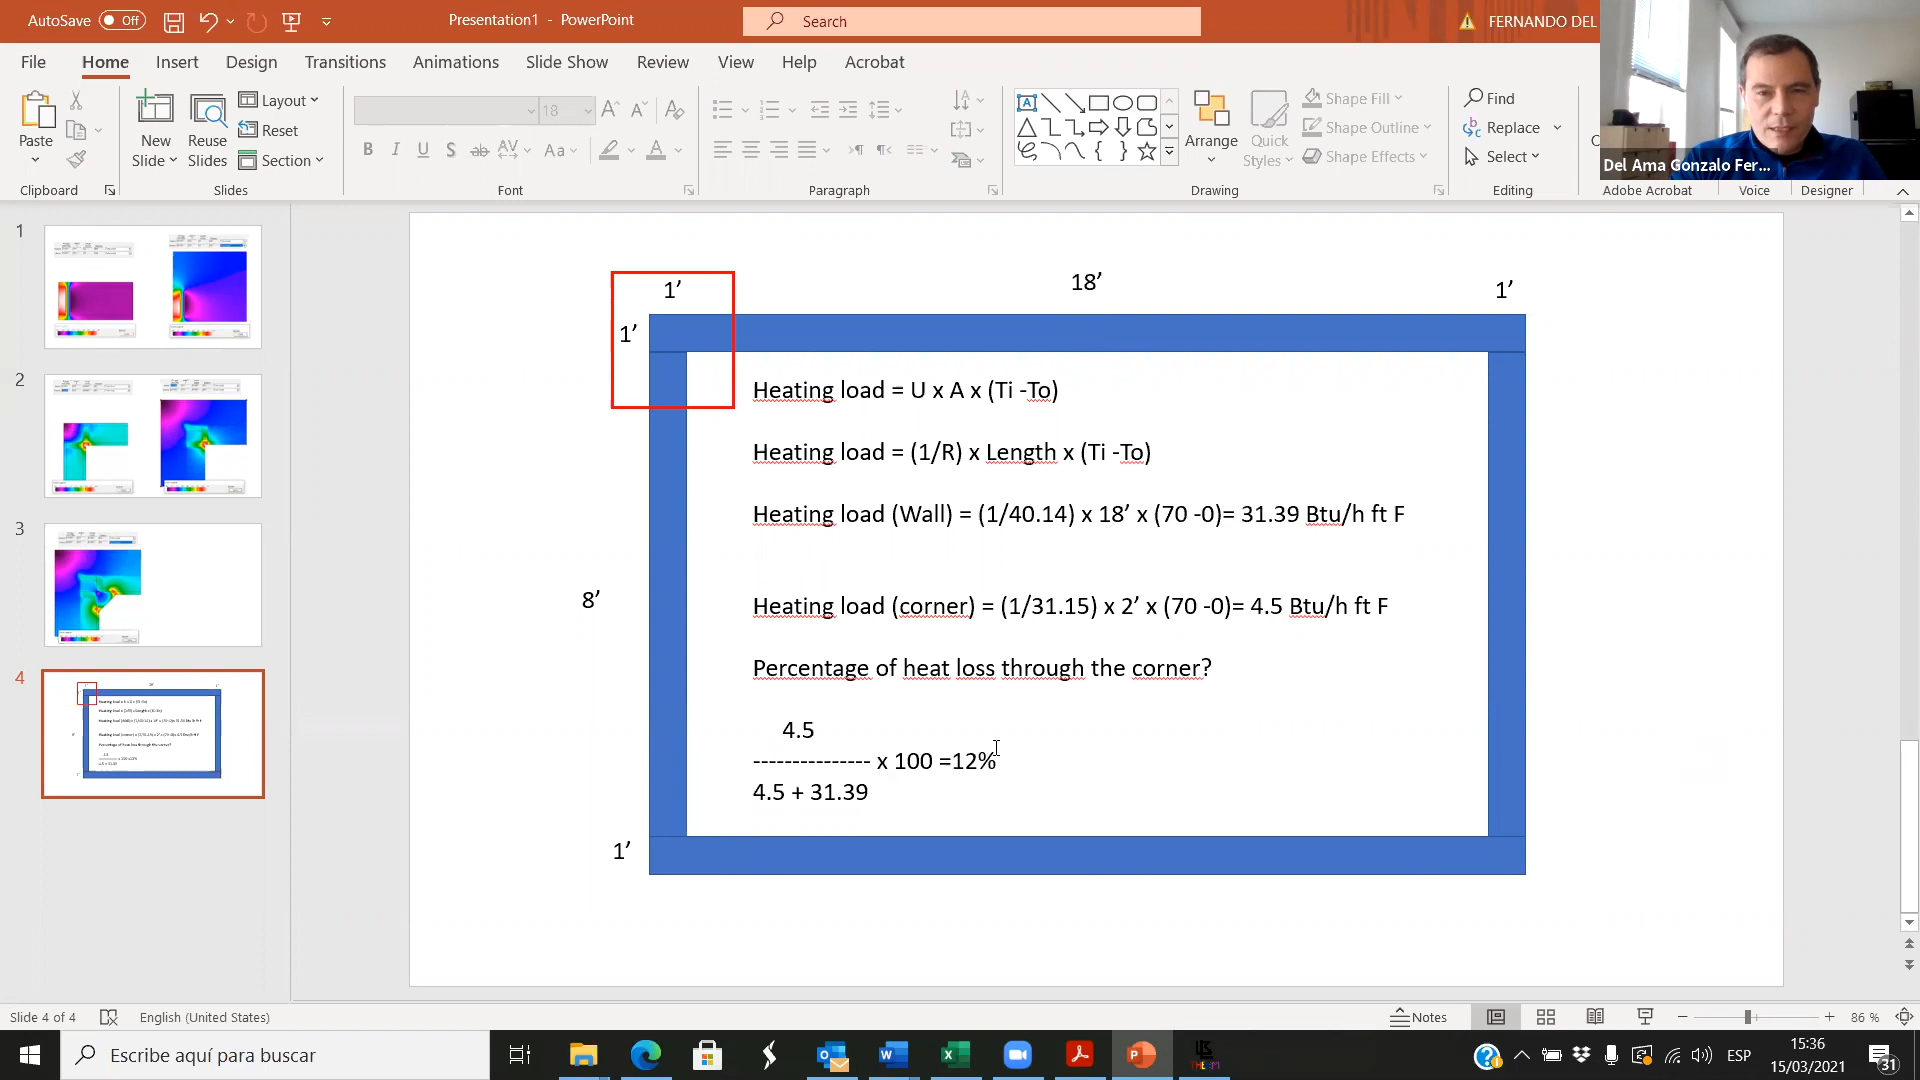 AutoSave Off
Presentation1 - PowerPoint
Search
FERNANDO DEL
File Home Insert Design Transitions Animations Slide Show Review View Help Acrobat
Paste
New
Slide
Reuse
Slides
Layout
Reset
Section
18
Arrange
Quick
Styles
Shape Fill
Shape Outline
Shape Effects
Find
Replace
Select
Del Ama Gonzalo Fer...
Clipboard Slides Font Paragraph Drawing Editing Adobe Acrobat Voice Designer
1
2
3
4
1’
18’
1’
1’
Heating load = U x A x (Ti -To)
Heating load = (1/R) x Length x (Ti -To)
Heating load (Wall) = (1/40.14) x 18’ x (70 -0)= 31.39 Btu/h ft F
8’
Heating load (corner) = (1/31.15) x 2’ x (70 -0)= 4.5 Btu/h ft F
Percentage of heat loss through the corner?
4.5
--------------- x 100 =12%
4.5 + 31.39
1’
Slide 4 of 4
English (United States)
Notes
86 %
Escribe aquí para buscar
ESP
15:36
15/03/2021
31